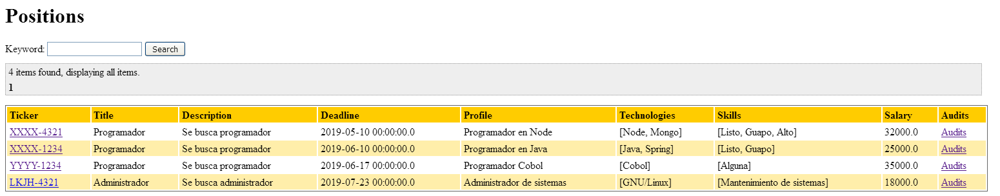 Positions
Keyword: Search
4 items found, displaying all items.
1
Ticker Title Description Deadline Profile Technologies Skills Salary Audits
XXXX-4321 Programador Se busca programador 2019-05-10 00:00:00.0 Programador en Node [Node, Mongo] [Listo, Guapo, Alto] 32000.0 Audits
XXXX-1234 Programador Se busca programador 2019-06-10 00:00:00.0 Programador en Java [Java, Spring] [Listo, Guapo] 25000.0 Audits
YYYY-1234 Programador Se busca programador 2019-06-17 00:00:00.0 Programador Cobol [Cobol] [Alguna] 35000.0 Audits
LKJH-4321 Administrador Se busca administrador 2019-07-23 00:00:00.0 Administrador de sistemas [GNU/Linux] [Mantenimiento de sistemas] 18000.0 Audits